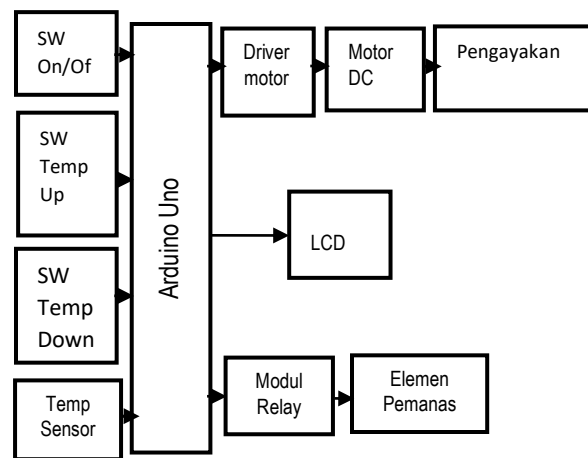 SW
On/Of
SW
Temp
Up
SW
Temp
Down
Temp
Sensor
Arduino Uno
Driver
motor
Motor
DC
Pengayakan
LCD
Modul
Relay
Elemen
Pemanas